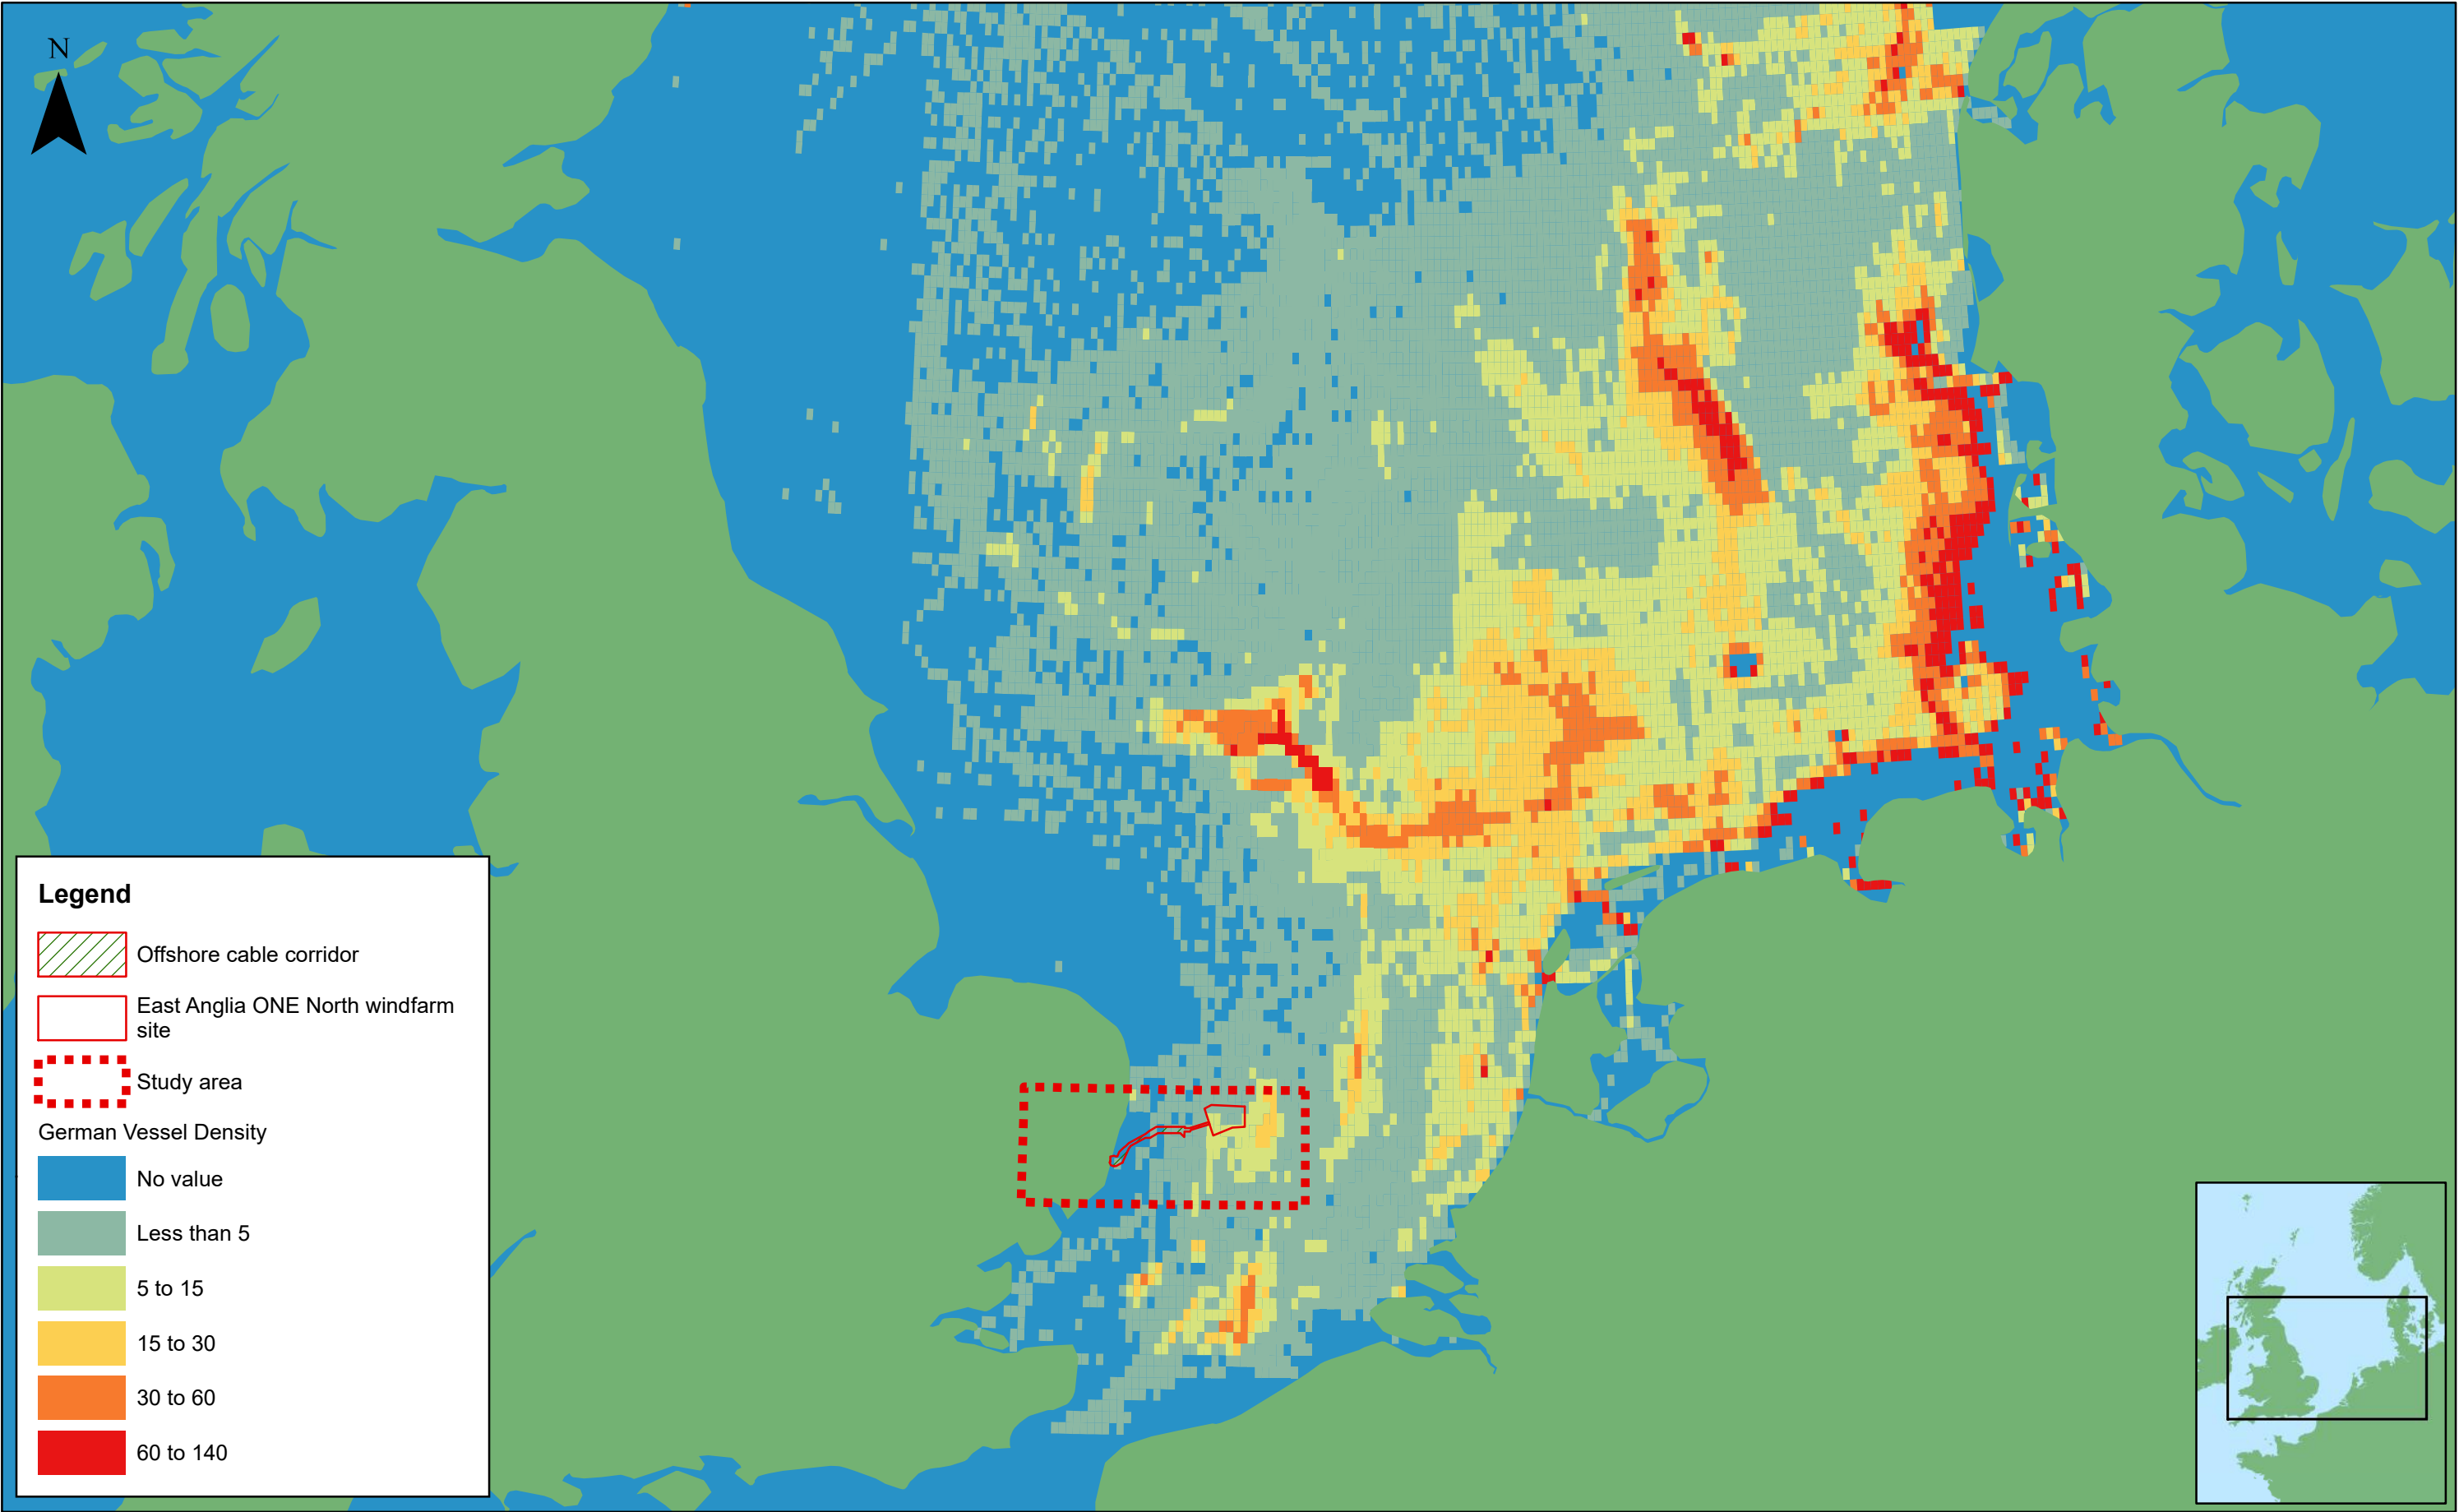 N
Legend
Offshore cable corridor
East Anglia ONE North windfarm
site
Study area
German Vessel Density
No value
Less than 5
5 to 15
15 to 30
30 to 60
60 to 140